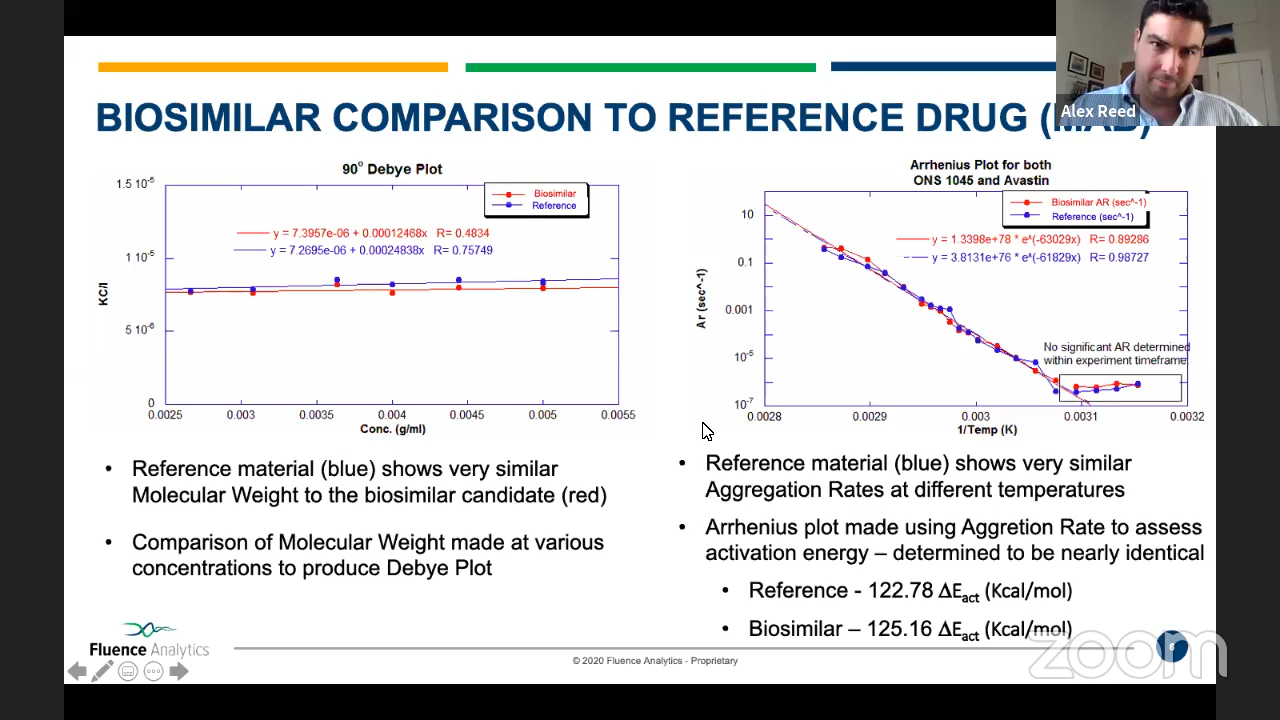 Alex Reed
BIOSIMILAR COMPARISON TO REFERENCE DRUG (MAB)
90° Debye Plot
Biosimilar
Reference
y = 7.3957e-06 + 0.00012468x R= 0.4834
y = 7.2695e-06 + 0.00024838x R= 0.75749
1.5 10⁻⁵
1 10⁻⁵
5 10⁻⁶
0
KC/I
0.0025 0.003 0.0035 0.004 0.0045 0.005 0.0055
Conc. (g/ml)
Arrhenius Plot for both
ONS 1045 and Avastin
Biosimilar AR (sec^-1)
Reference (sec^-1)
y = 1.3398e+78 * e^(-63029x) R= 0.89286
y = 3.8131e+76 * e^(-61829x) R= 0.98727
10
0.1
0.001
10⁻⁵
10⁻⁷
Ar (sec^-1)
No significant AR determined
within experiment timeframe
0.0028 0.0029 0.003 0.0031 0.0032
1/Temp (K)
• Reference material (blue) shows very similar
Molecular Weight to the biosimilar candidate (red)
• Comparison of Molecular Weight made at various
concentrations to produce Debye Plot
• Reference material (blue) shows very similar
Aggregation Rates at different temperatures
• Arrhenius plot made using Aggretion Rate to assess
activation energy – determined to be nearly identical
• Reference - 122.78 ΔEact (Kcal/mol)
• Biosimilar – 125.16 ΔEact (Kcal/mol)
Fluence Analytics
© 2020 Fluence Analytics - Proprietary
6
zoom